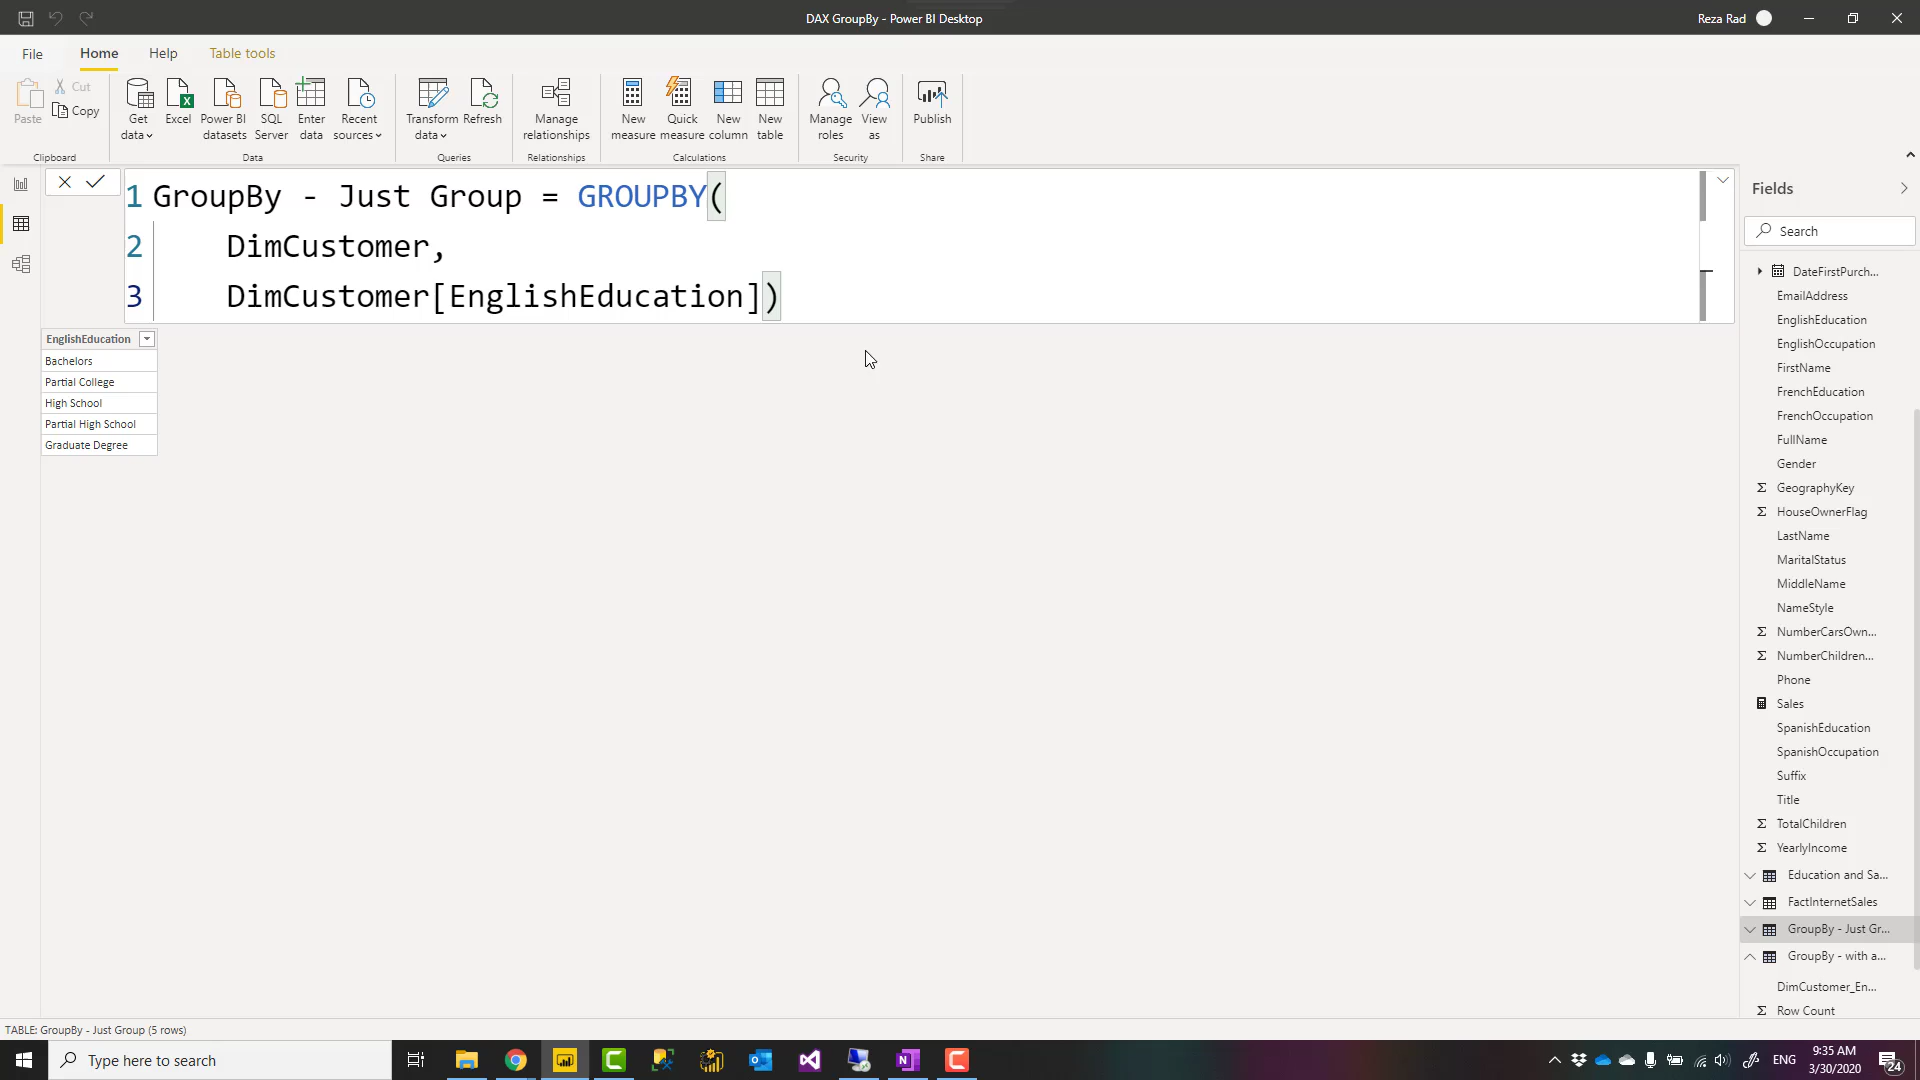 DAX GroupBy - Power BI Desktop
Reza Rad
File
Home
Help
Table tools
Paste
Cut
Copy
Clipboard
Get data
Excel
Power BI datasets
SQL Server
Enter data
Recent sources
Data
Transform data
Refresh
Queries
Manage relationships
Relationships
New measure
Quick measure
New column
New table
Calculations
Manage roles
View as
Security
Publish
Share
1 GroupBy - Just Group = GROUPBY(
2 DimCustomer,
3 DimCustomer[EnglishEducation])
EnglishEducation
Bachelors
Partial College
High School
Partial High School
Graduate Degree
Fields
Search
DateFirstPurch...
EmailAddress
EnglishEducation
EnglishOccupation
FirstName
FrenchEducation
FrenchOccupation
FullName
Gender
Σ GeographyKey
Σ HouseOwnerFlag
LastName
MaritalStatus
MiddleName
NameStyle
Σ NumberCarsOwn...
Σ NumberChildren...
Phone
Sales
SpanishEducation
SpanishOccupation
Suffix
Title
Σ TotalChildren
Σ YearlyIncome
Education and Sa...
FactInternetSales
GroupBy - Just Gr...
GroupBy - with a...
DimCustomer_En...
Σ Row Count
TABLE: GroupBy - Just Group (5 rows)
Type here to search
ENG
9:35 AM
3/30/2020
24